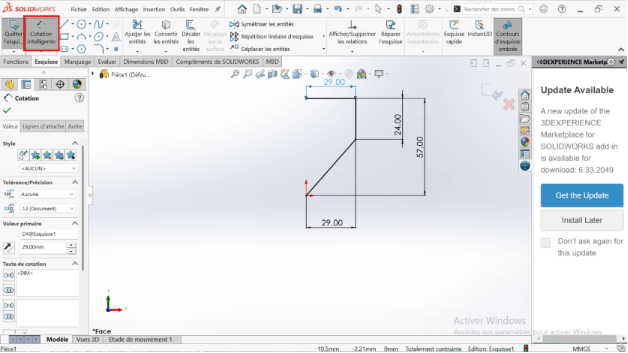 SOLIDWORKS
Fichier Edition Affichage Insertion Outils Fenêtre
Esquisse1...
Rechercher des commandes
Quitter l'esqui...
Cotation intelligente
Ajuster les entités
Convertir les entités
Décaler les entités
Décalage sur la surface
Symétriser les entités
Répétition linéaire d'esquisse
Déplacer les entités
Afficher/Supprimer les relations
Réparer l'esquisse
Instantanées
Esquisse rapide
Instant2D
Contours d'esquisse ombrés
Fonctions Esquisse Marquage Evaluer Dimensions MBD Compléments de SOLIDWORKS MBD
Pièce1 (Défau...
Cotation
Valeur Lignes d'attache Autre
Style
<AUCUN>
Tolérance/Précision
Aucune
.12 (Document)
Valeur primaire
D4@Esquisse1
29.00mm
Texte de cotation
<DIM>
29.00
24.00
57.00
29.00
*Face
3DEXPERIENCE Marketp
Update Available
A new update of the
3DEXPERIENCE
Marketplace for
SOLIDWORKS add-in
is available for
download: 6.33.2049
Get the Update
Install Later
Don't ask again for
this update
Activer Windows
Accédez aux paramètres pour activer Windows.
Modèle Vues 3D Etude de mouvement 1
Pièce1
-10.5mm -2.21mm 0mm Totalement contrainte Edition: Esquisse1 MMGS